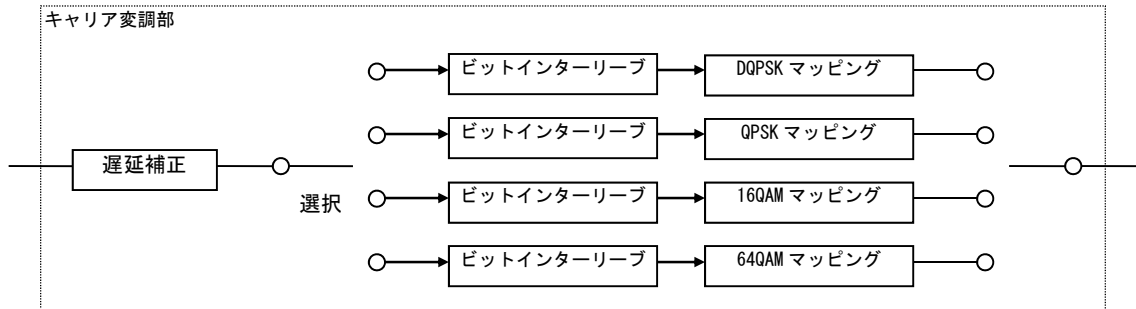 キャリア変調部
ビットインターリーブ
DQPSK マッピング
ビットインターリーブ
QPSK マッピング
遅延補正
選択
ビットインターリーブ
16QAM マッピング
ビットインターリーブ
64QAM マッピング